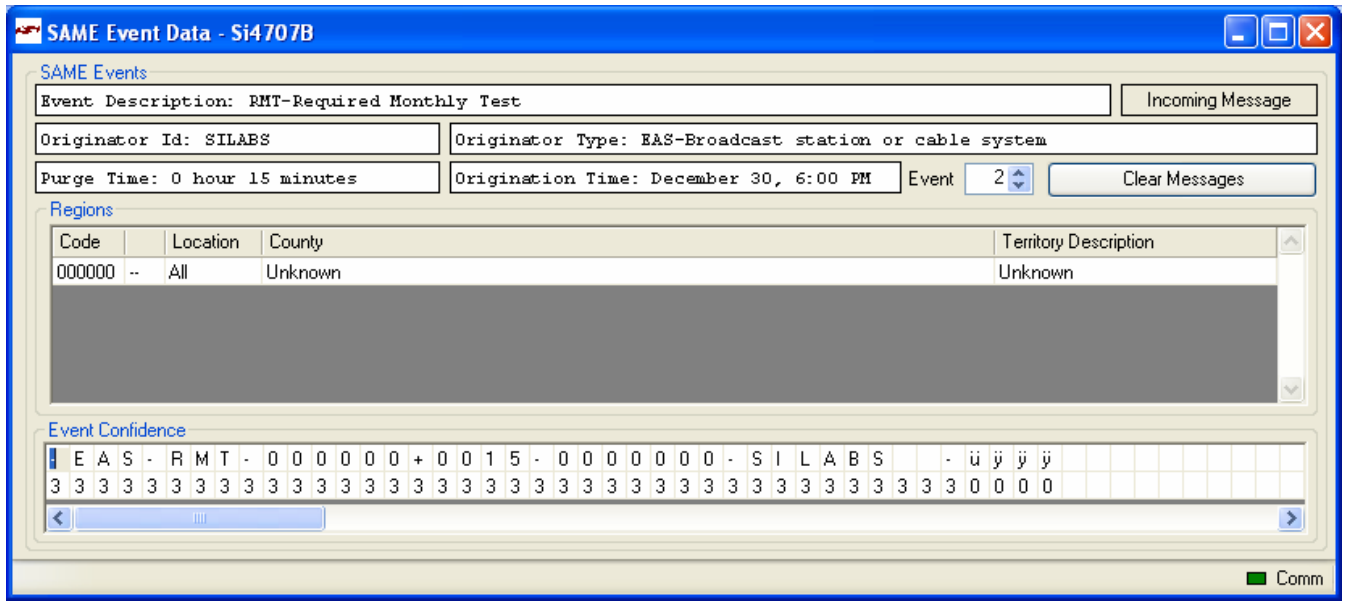 SAME Event Data - Si4707B
SAME Events
Event Description: RMT-Required Monthly Test
Incoming Message
Originator Id: SILABS
Originator Type: EAS-Broadcast station or cable system
Purge Time: 0 hour 15 minutes
Origination Time: December 30, 6:00 PM
Event 2
Clear Messages
Regions
Code Location County Territory Description
000000 -- All Unknown Unknown
Event Confidence
- E A S - R M T - 0 0 0 0 0 0 + 0 0 1 5 - 0 0 0 0 0 0 0 - S I L A B S - ü ÿ ÿ ÿ
3 3 3 3 3 3 3 3 3 3 3 3 3 3 3 3 3 3 3 3 3 3 3 3 3 3 3 3 3 3 3 3 3 3 3 3 3 3 0 0 0 0
Comm